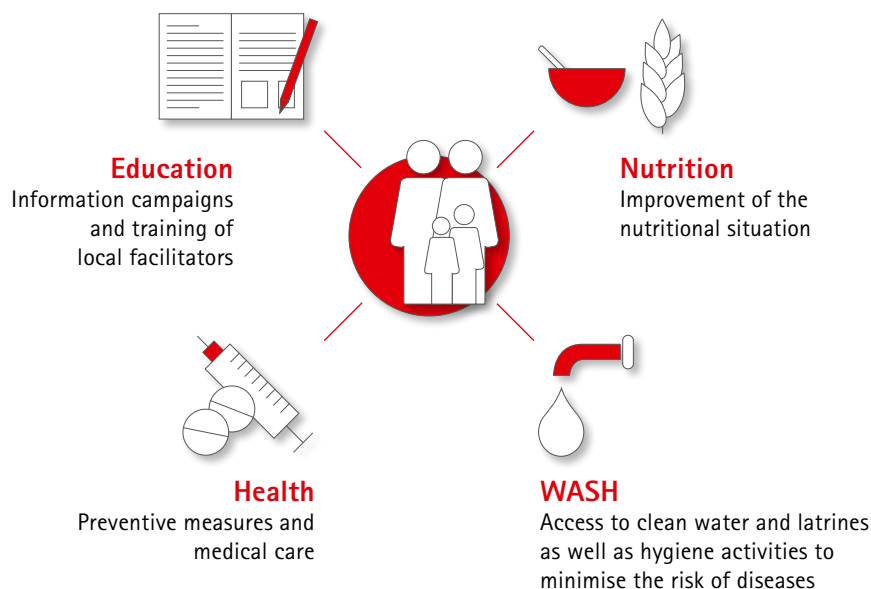 Education
Information campaigns
and training of
local facilitators
Nutrition
Improvement of the
nutritional situation
Health
Preventive measures and
medical care
WASH
Access to clean water and latrines
as well as hygiene activities to
minimise the risk of diseases